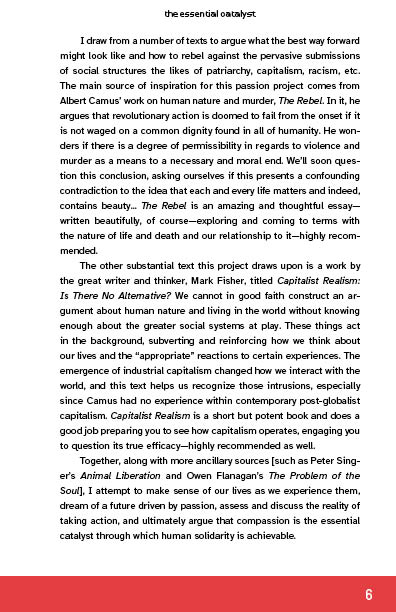 the essential catalyst
I draw from a number of texts to argue what the best way forward
might look like and how to rebel against the pervasive submissions
of social structures the likes of patriarchy, capitalism, racism, etc.
The main source of inspiration for this passion project comes from
Albert Camus' work on human nature and murder, The Rebel. In it, he
argues that revolutionary action is doomed to fail from the onset if it
is not waged on a common dignity found in all of humanity. He won-
ders if there is a degree of permissibility in regards to violence and
murder as a means to a necessary and moral end. We'll soon ques-
tion this conclusion, asking ourselves if this presents a confounding
contradiction to the idea that each and every life matters and indeed,
contains beauty... The Rebel is an amazing and thoughtful essay—
written beautifully, of course—exploring and coming to terms with
the nature of life and death and our relationship to it—highly recom-
mended.
The other substantial text this project draws upon is a work by
the great writer and thinker, Mark Fisher, titled Capitalist Realism:
Is There No Alternative? We cannot in good faith construct an ar-
gument about human nature and living in the world without knowing
enough about the greater social systems at play. These things act
in the background, subverting and reinforcing how we think about
our lives and the “appropriate” reactions to certain experiences. The
emergence of industrial capitalism changed how we interact with the
world, and this text helps us recognize those intrusions, especially
since Camus had no experience within contemporary post-globalist
capitalism. Capitalist Realism is a short but potent book and does a
good job preparing you to see how capitalism operates, engaging you
to question its true efficacy—highly recommended as well.
Together, along with more ancillary sources [such as Peter Sing-
er's Animal Liberation and Owen Flanagan's The Problem of the
Soul], I attempt to make sense of our lives as we experience them,
dream of a future driven by passion, assess and discuss the reality of
taking action, and ultimately argue that compassion is the essential
catalyst through which human solidarity is achievable.
6